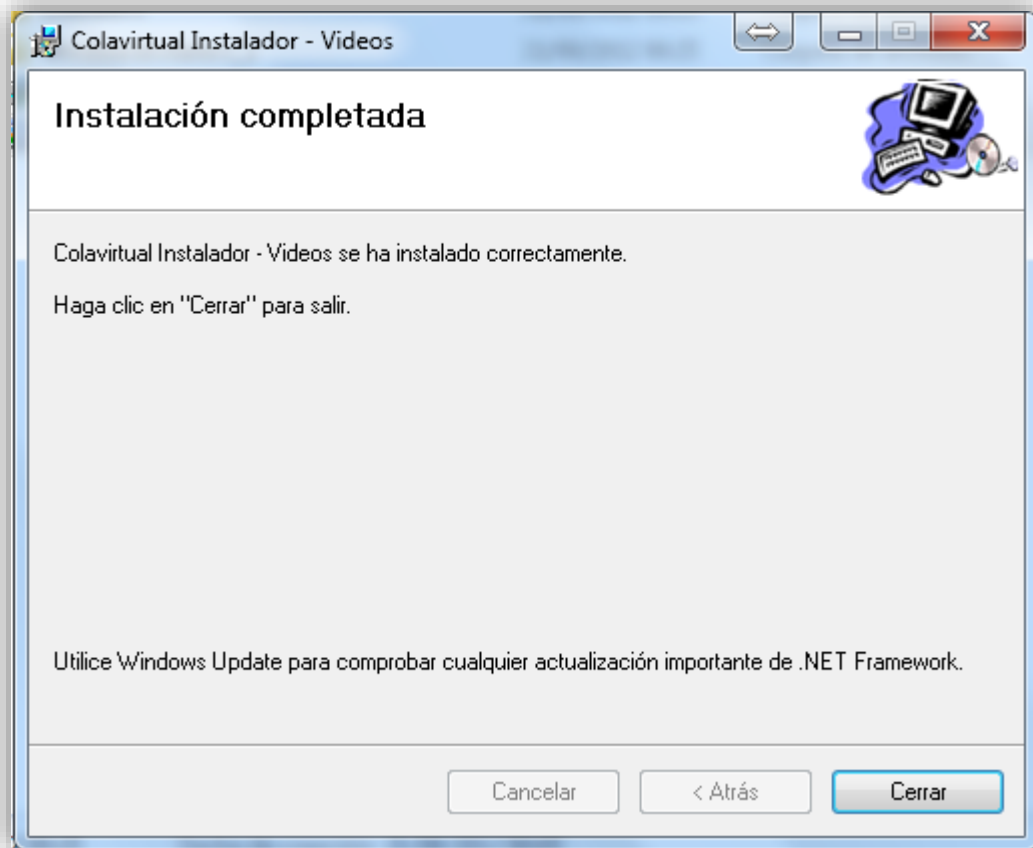 Colavirtual Instalador - Videos
Instalación completada
Colavirtual Instalador - Videos se ha instalado correctamente.
Haga clic en "Cerrar" para salir.
Utilice Windows Update para comprobar cualquier actualización importante de .NET Framework.
Cancelar
< Atrás
Cerrar